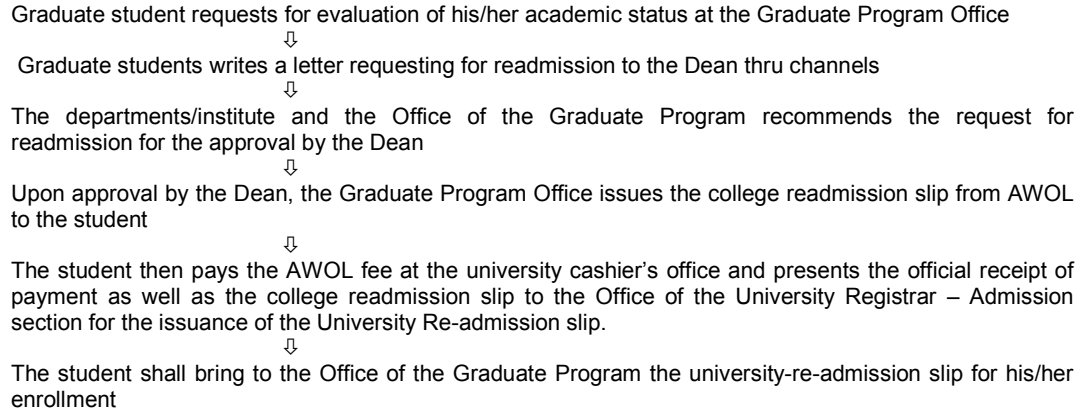 Graduate student requests for evaluation of his/her academic status at the Graduate Program Office
⇩
Graduate students writes a letter requesting for readmission to the Dean thru channels
⇩
The departments/institute and the Office of the Graduate Program recommends the request for
readmission for the approval by the Dean
⇩
Upon approval by the Dean, the Graduate Program Office issues the college readmission slip from AWOL
to the student
⇩
The student then pays the AWOL fee at the university cashier’s office and presents the official receipt of
payment as well as the college readmission slip to the Office of the University Registrar – Admission
section for the issuance of the University Re-admission slip.
⇩
The student shall bring to the Office of the Graduate Program the university-re-admission slip for his/her
enrollment